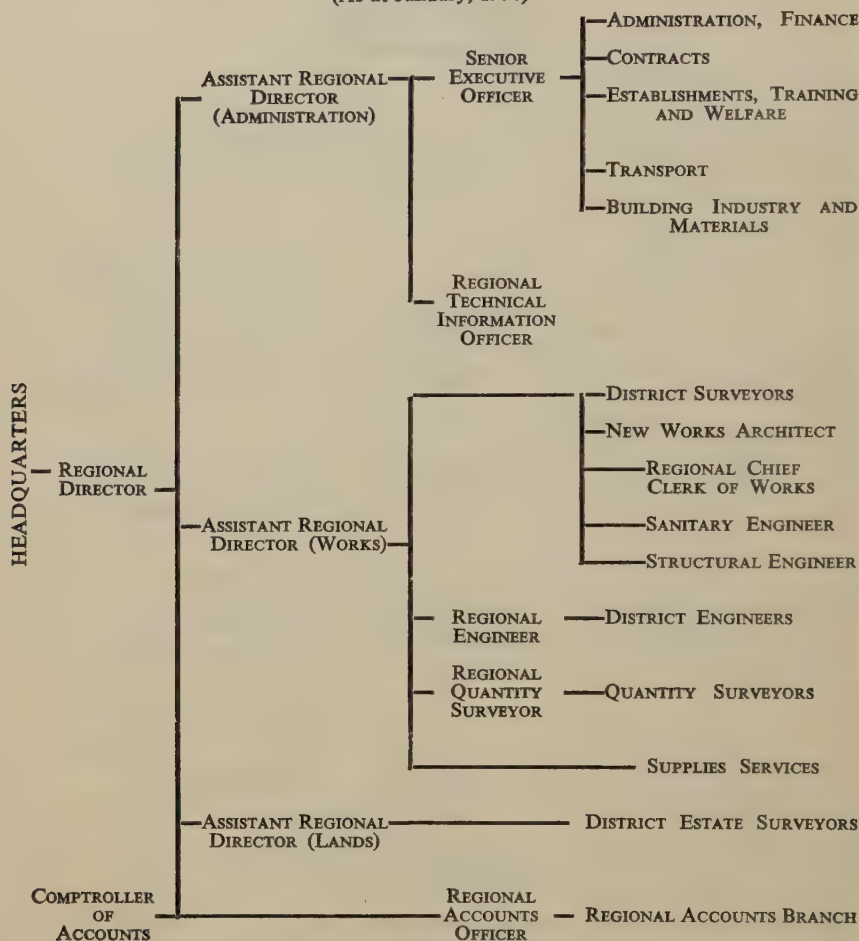 ADMINISTRATION, FINANCE
CONTRACTS
ESTABLISHMENTS, TRAINING
AND WELFARE
TRANSPORT
BUILDING INDUSTRY AND
MATERIALS
SENIOR
EXECUTIVE
OFFICER
ASSISTANT REGIONAL
DIRECTOR
(ADMINISTRATION)
REGIONAL
TECHNICAL
INFORMATION
OFFICER
HEADQUARTERS
REGIONAL
DIRECTOR
ASSISTANT REGIONAL
DIRECTOR (WORKS)
DISTRICT SURVEYORS
NEW WORKS ARCHITECT
REGIONAL CHIEF
CLERK OF WORKS
SANITARY ENGINEER
STRUCTURAL ENGINEER
REGIONAL
ENGINEER
DISTRICT ENGINEERS
REGIONAL
QUANTITY
SURVEYOR
QUANTITY SURVEYORS
SUPPLIES SERVICES
ASSISTANT REGIONAL
DIRECTOR (LANDS)
DISTRICT ESTATE SURVEYORS
COMPTROLLER
OF
ACCOUNTS
REGIONAL
ACCOUNTS
OFFICER
REGIONAL ACCOUNTS BRANCH